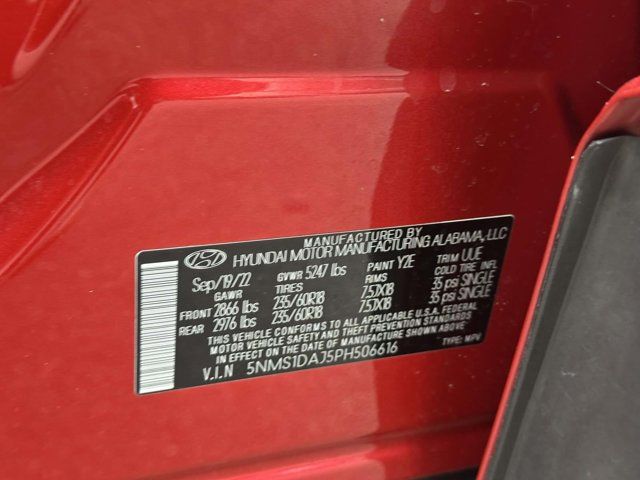 MANUFACTURED BY
HYUNDAI MOTOR MANUFACTURING ALABAMA, LLC
Sep/19/22 GVWR 5247 lbs PAINT Y2E TRIM UUE
GAWR TIRES RIMS COLD TIRE INFL.
FRONT 2866 lbs 235/60R18 7.5JX18 35 psi SINGLE
REAR 2976 lbs 235/60R18 7.5JX18 35 psi SINGLE
THIS VEHICLE CONFORMS TO ALL APPLICABLE U.S.A. FEDERAL
MOTOR VEHICLE SAFETY AND THEFT PREVENTION STANDARDS
IN EFFECT ON THE DATE OF MANUFACTURE SHOWN ABOVE.
V.I.N 5NMS1DAJ5PH506616 TYPE: MPV